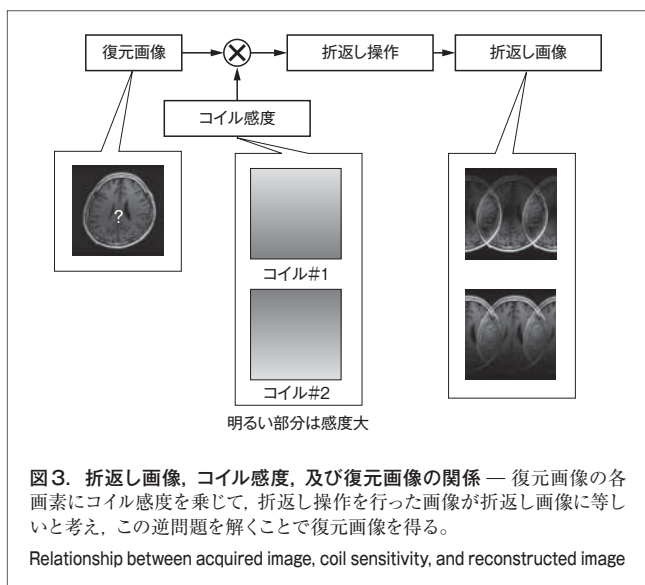 復元画像
折返し操作
折返し画像
コイル感度
?
コイル#1
コイル#2
明るい部分は感度大
図3. 折返し画像, コイル感度, 及び復元画像の関係 — 復元画像の各
画素にコイル感度を乗じて, 折返し操作を行った画像が折返し画像に等し
いと考え, この逆問題を解くことで復元画像を得る。
Relationship between acquired image, coil sensitivity, and reconstructed image